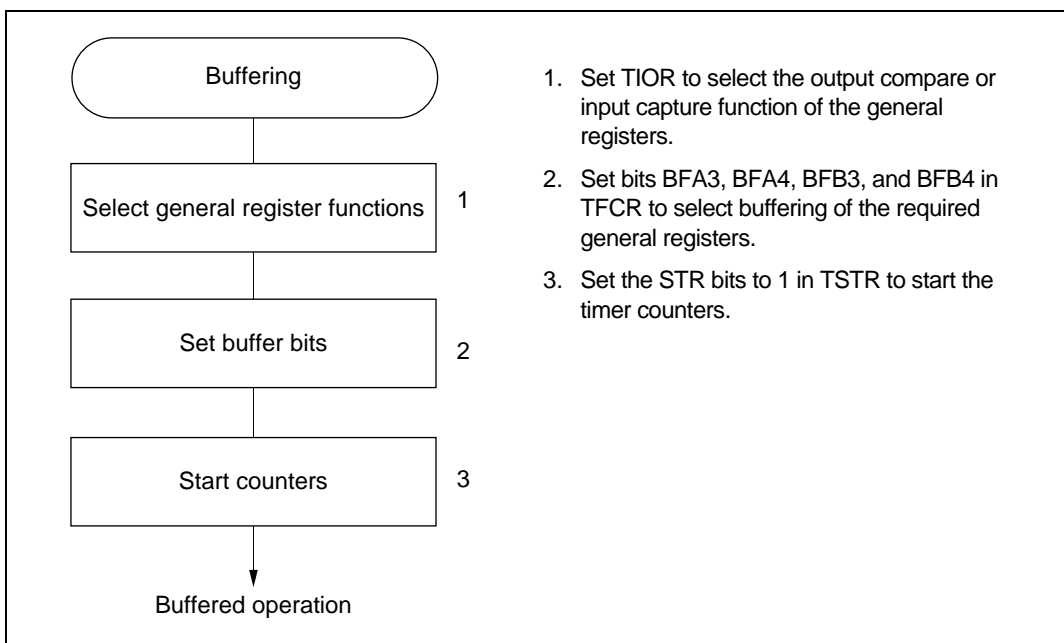 Buffering
Select general register functions
1
Set buffer bits
2
Start counters
3
Buffered operation
1. Set TIOR to select the output compare or
input capture function of the general
registers.
2. Set bits BFA3, BFA4, BFB3, and BFB4 in
TFCR to select buffering of the required
general registers.
3. Set the STR bits to 1 in TSTR to start the
timer counters.